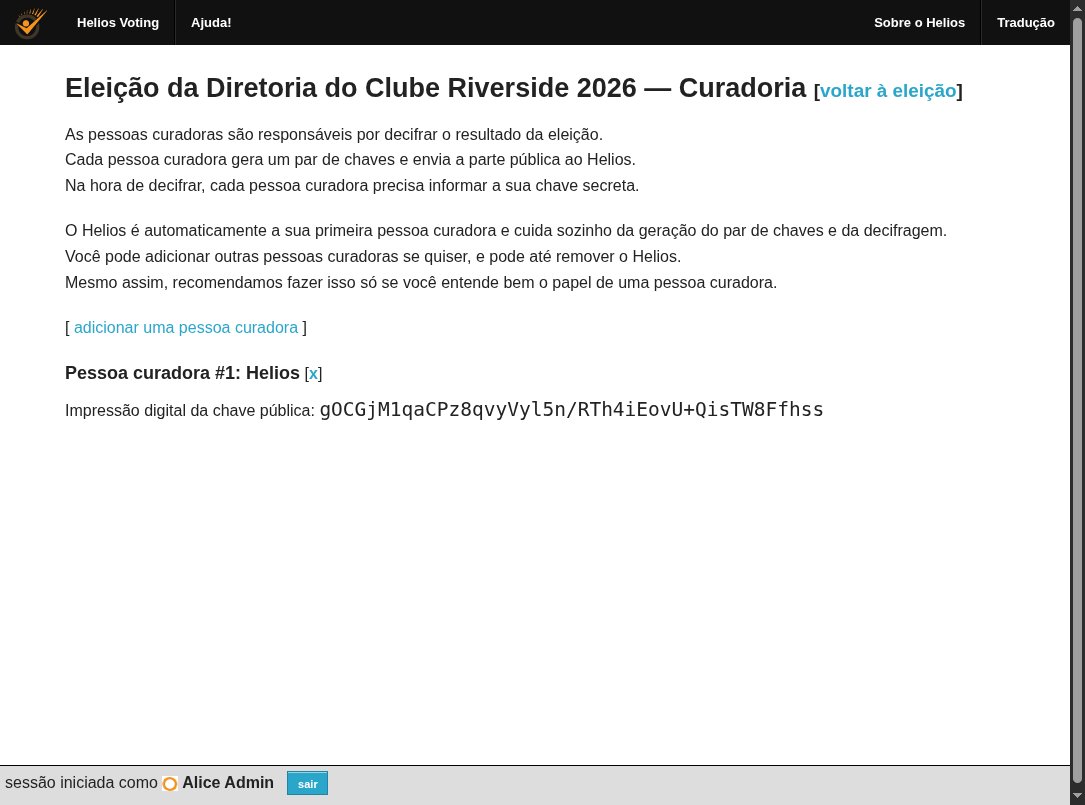 Helios Voting Ajuda! Sobre o Helios Tradução
Eleição da Diretoria do Clube Riverside 2026 — Curadoria [voltar à eleição]
As pessoas curadoras são responsáveis por decifrar o resultado da eleição.
Cada pessoa curadora gera um par de chaves e envia a parte pública ao Helios.
Na hora de decifrar, cada pessoa curadora precisa informar a sua chave secreta.
O Helios é automaticamente a sua primeira pessoa curadora e cuida sozinho da geração do par de chaves e da decifragem.
Você pode adicionar outras pessoas curadoras se quiser, e pode até remover o Helios.
Mesmo assim, recomendamos fazer isso só se você entende bem o papel de uma pessoa curadora.
[ adicionar uma pessoa curadora ]
Pessoa curadora #1: Helios [x]
Impressão digital da chave pública: gOCGjM1qaCPz8qvyVyl5n/RTh4iEovU+QisTW8Ffhss
sessão iniciada como Alice Admin sair